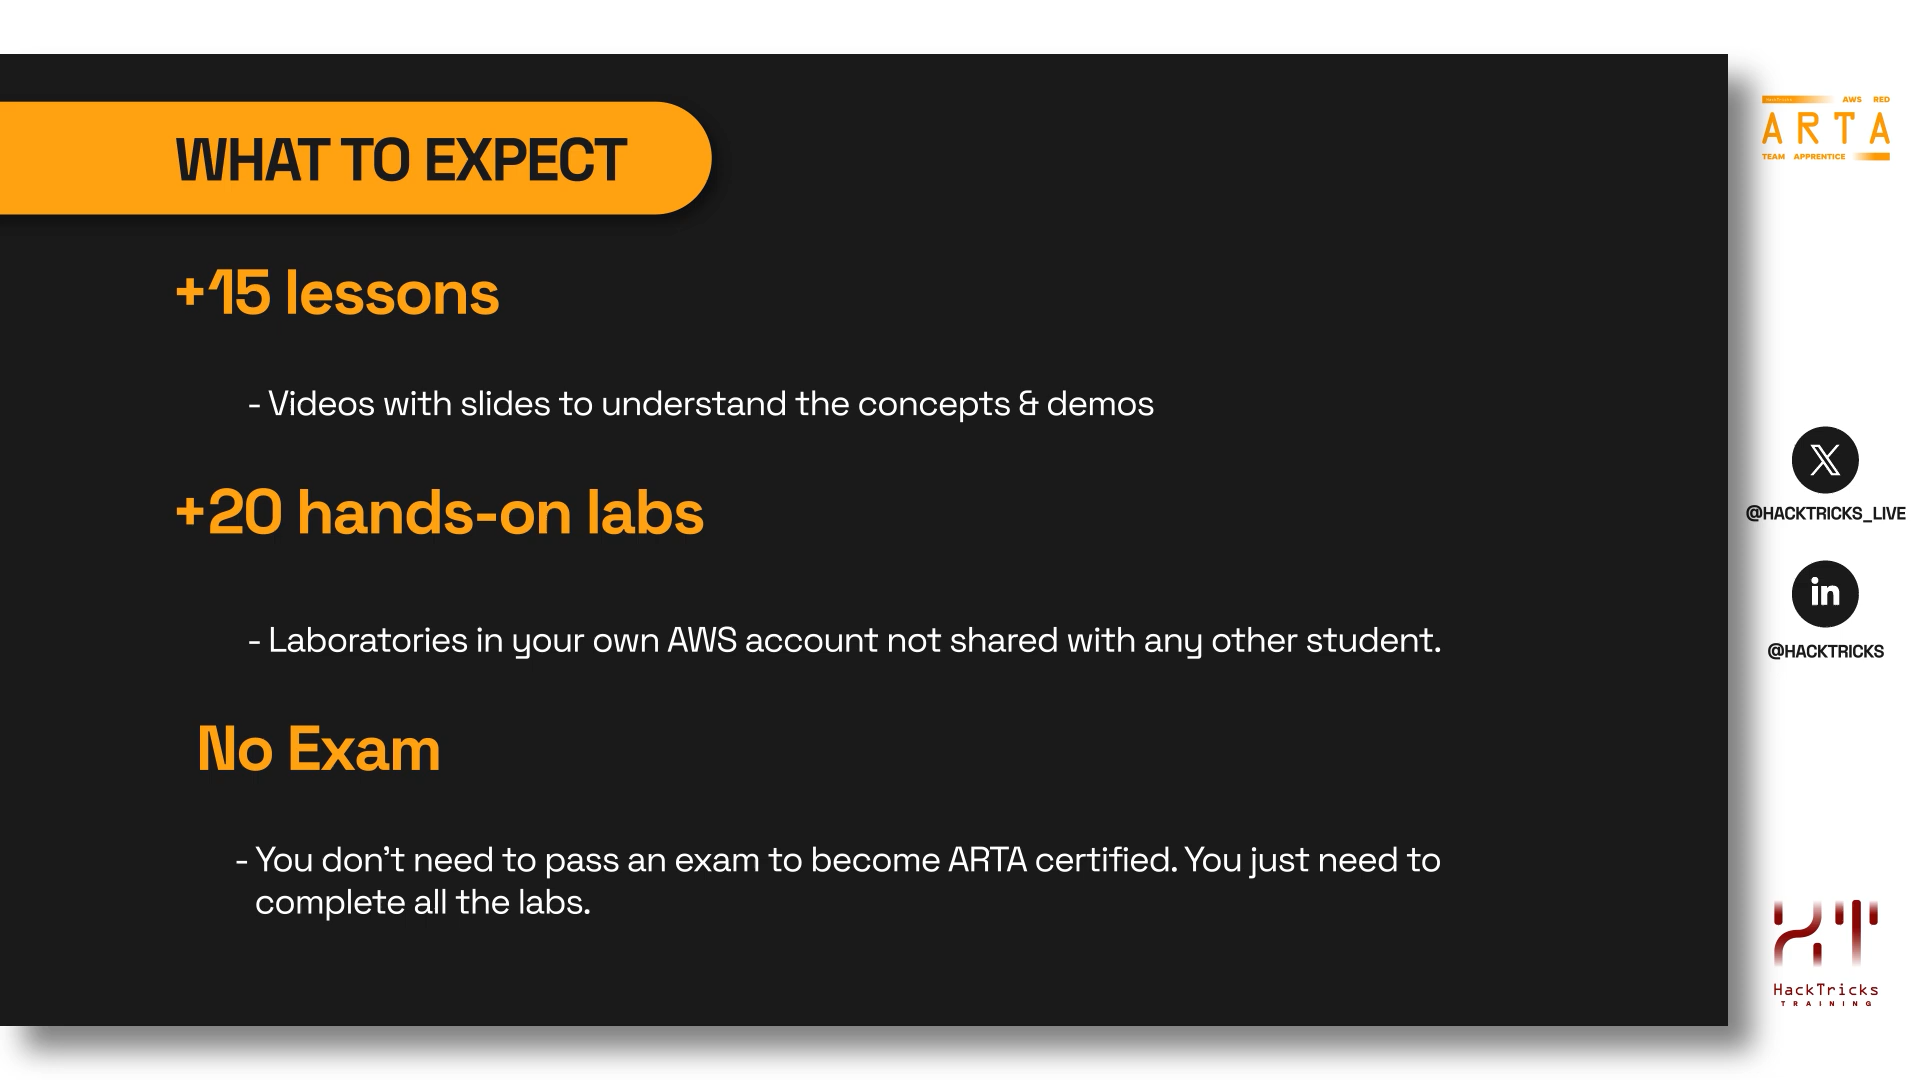 WHAT TO EXPECT
+15 lessons
- Videos with slides to understand the concepts & demos
+20 hands-on labs
- Laboratories in your own AWS account not shared with any other student.
No Exam
- You don't need to pass an exam to become ARTA certified. You just need to
complete all the labs.
HackTricks AWS RED
ARTA
TEAM APPRENTICE
@HACKTRICKS_LIVE
in
@HACKTRICKS
HT
HackTricks
TRAINING